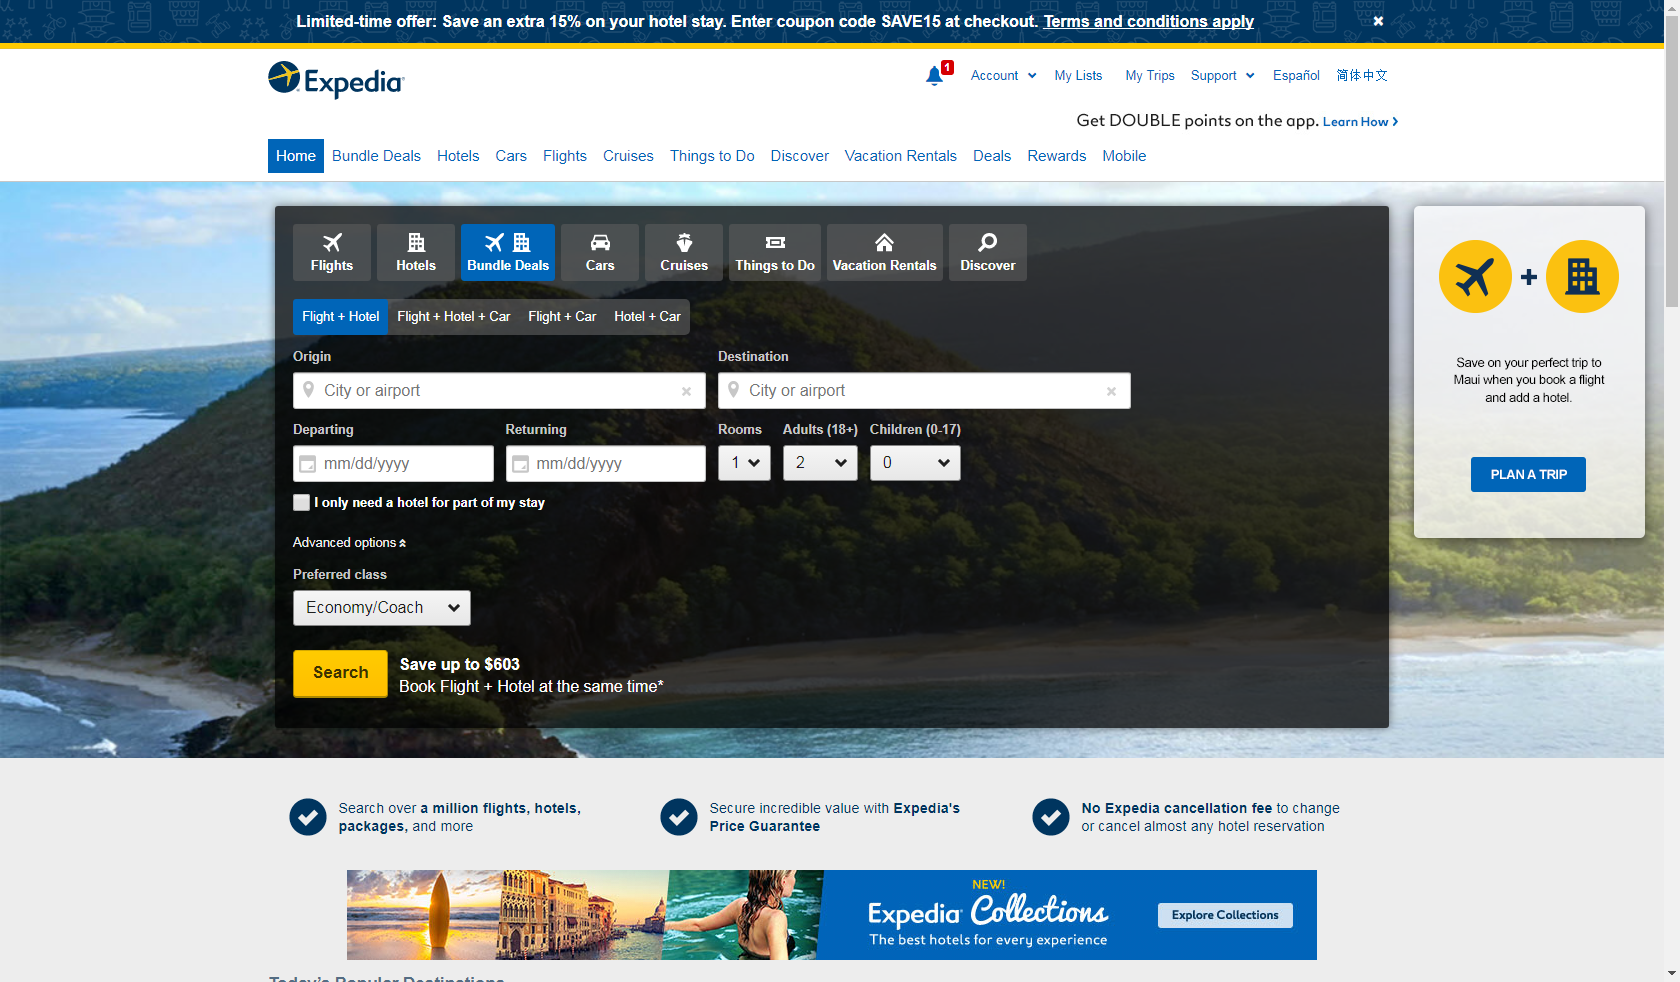 Limited-time offer: Save an extra 15% on your hotel stay. Enter coupon code SAVE15 at checkout. Terms and conditions apply
Expedia
1
Account
My Lists
My Trips
Support
Español
简体中文
Get DOUBLE points on the app. Learn How
Home
Bundle Deals
Hotels
Cars
Flights
Cruises
Things to Do
Discover
Vacation Rentals
Deals
Rewards
Mobile
Flights
Hotels
Bundle Deals
Cars
Cruises
Things to Do
Vacation Rentals
Discover
Flight + Hotel
Flight + Hotel + Car
Flight + Car
Hotel + Car
Origin
Destination
City or airport
City or airport
Departing
Returning
Rooms
Adults (18+)
Children (0-17)
mm/dd/yyyy
mm/dd/yyyy
1
2
0
I only need a hotel for part of my stay
Advanced options
Preferred class
Economy/Coach
Search
Save up to $603
Book Flight + Hotel at the same time*
+
Save on your perfect trip to
Maui when you book a flight
and add a hotel.
PLAN A TRIP
Search over a million flights, hotels,
packages, and more
Secure incredible value with Expedia's
Price Guarantee
No Expedia cancellation fee to change
or cancel almost any hotel reservation
NEW!
Expedia Collections
The best hotels for every experience
Explore Collections
Today's Popular Destinations